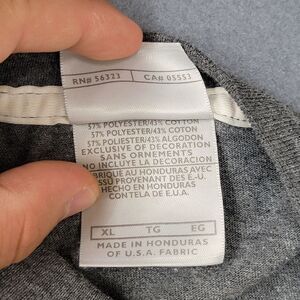 RN# 56323 CA# 05553
57% POLYESTER/43% COTTON
57% POLYESTER/43% COTON
57% POLIESTER/43% ALGODON
EXCLUSIVE OF DECORATION
SANS ORNEMENTS
NO INCLUYE LA DECORACION
FABRIQUE AU HONDURAS AVEC
TISSU PROVENANT DES E.-U.
HECHO EN HONDURAS
CON TELA DE E.U.A.
XL TG EG
MADE IN HONDURAS
OF U.S.A. FABRIC